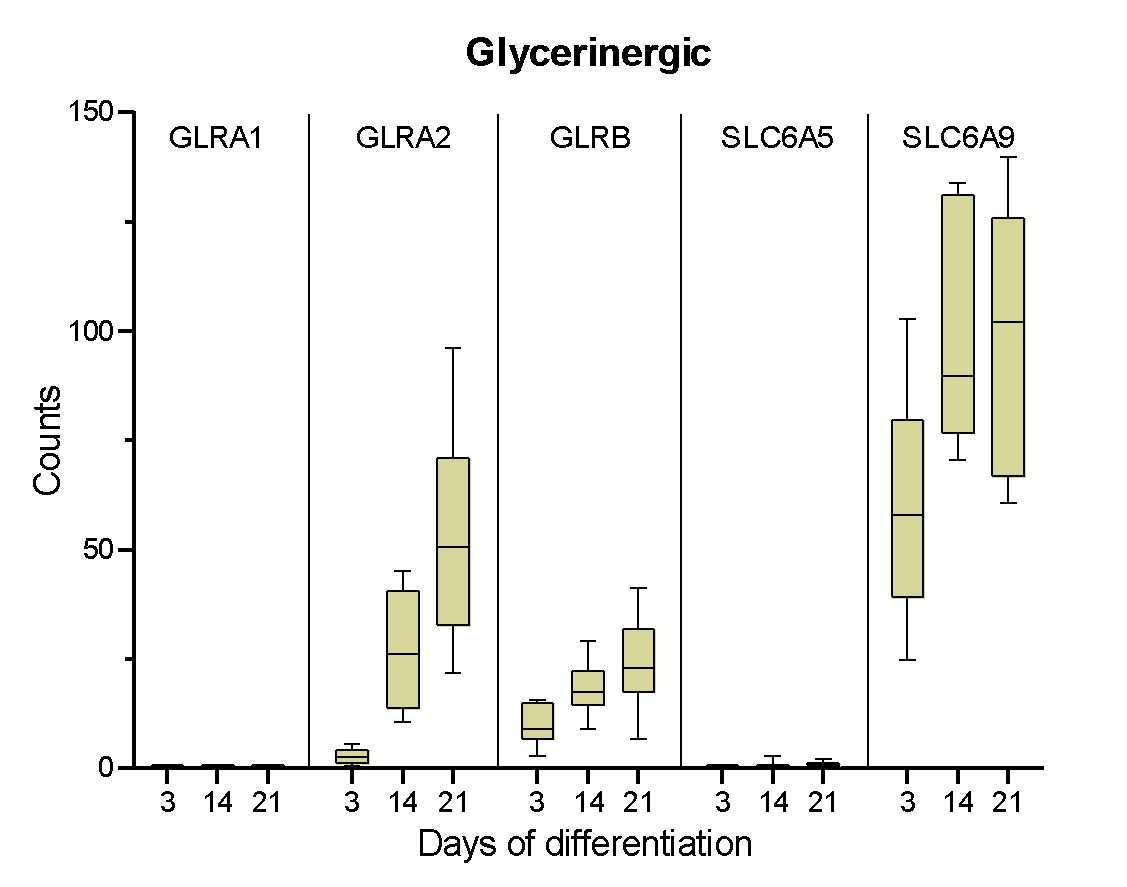 Glycerinergic
150
GLRA1 GLRA2 GLRB SLC6A5 SLC6A9
100
Counts
50
0
3 14 21 3 14 21 3 14 21 3 14 21 3 14 21
Days of differentiation